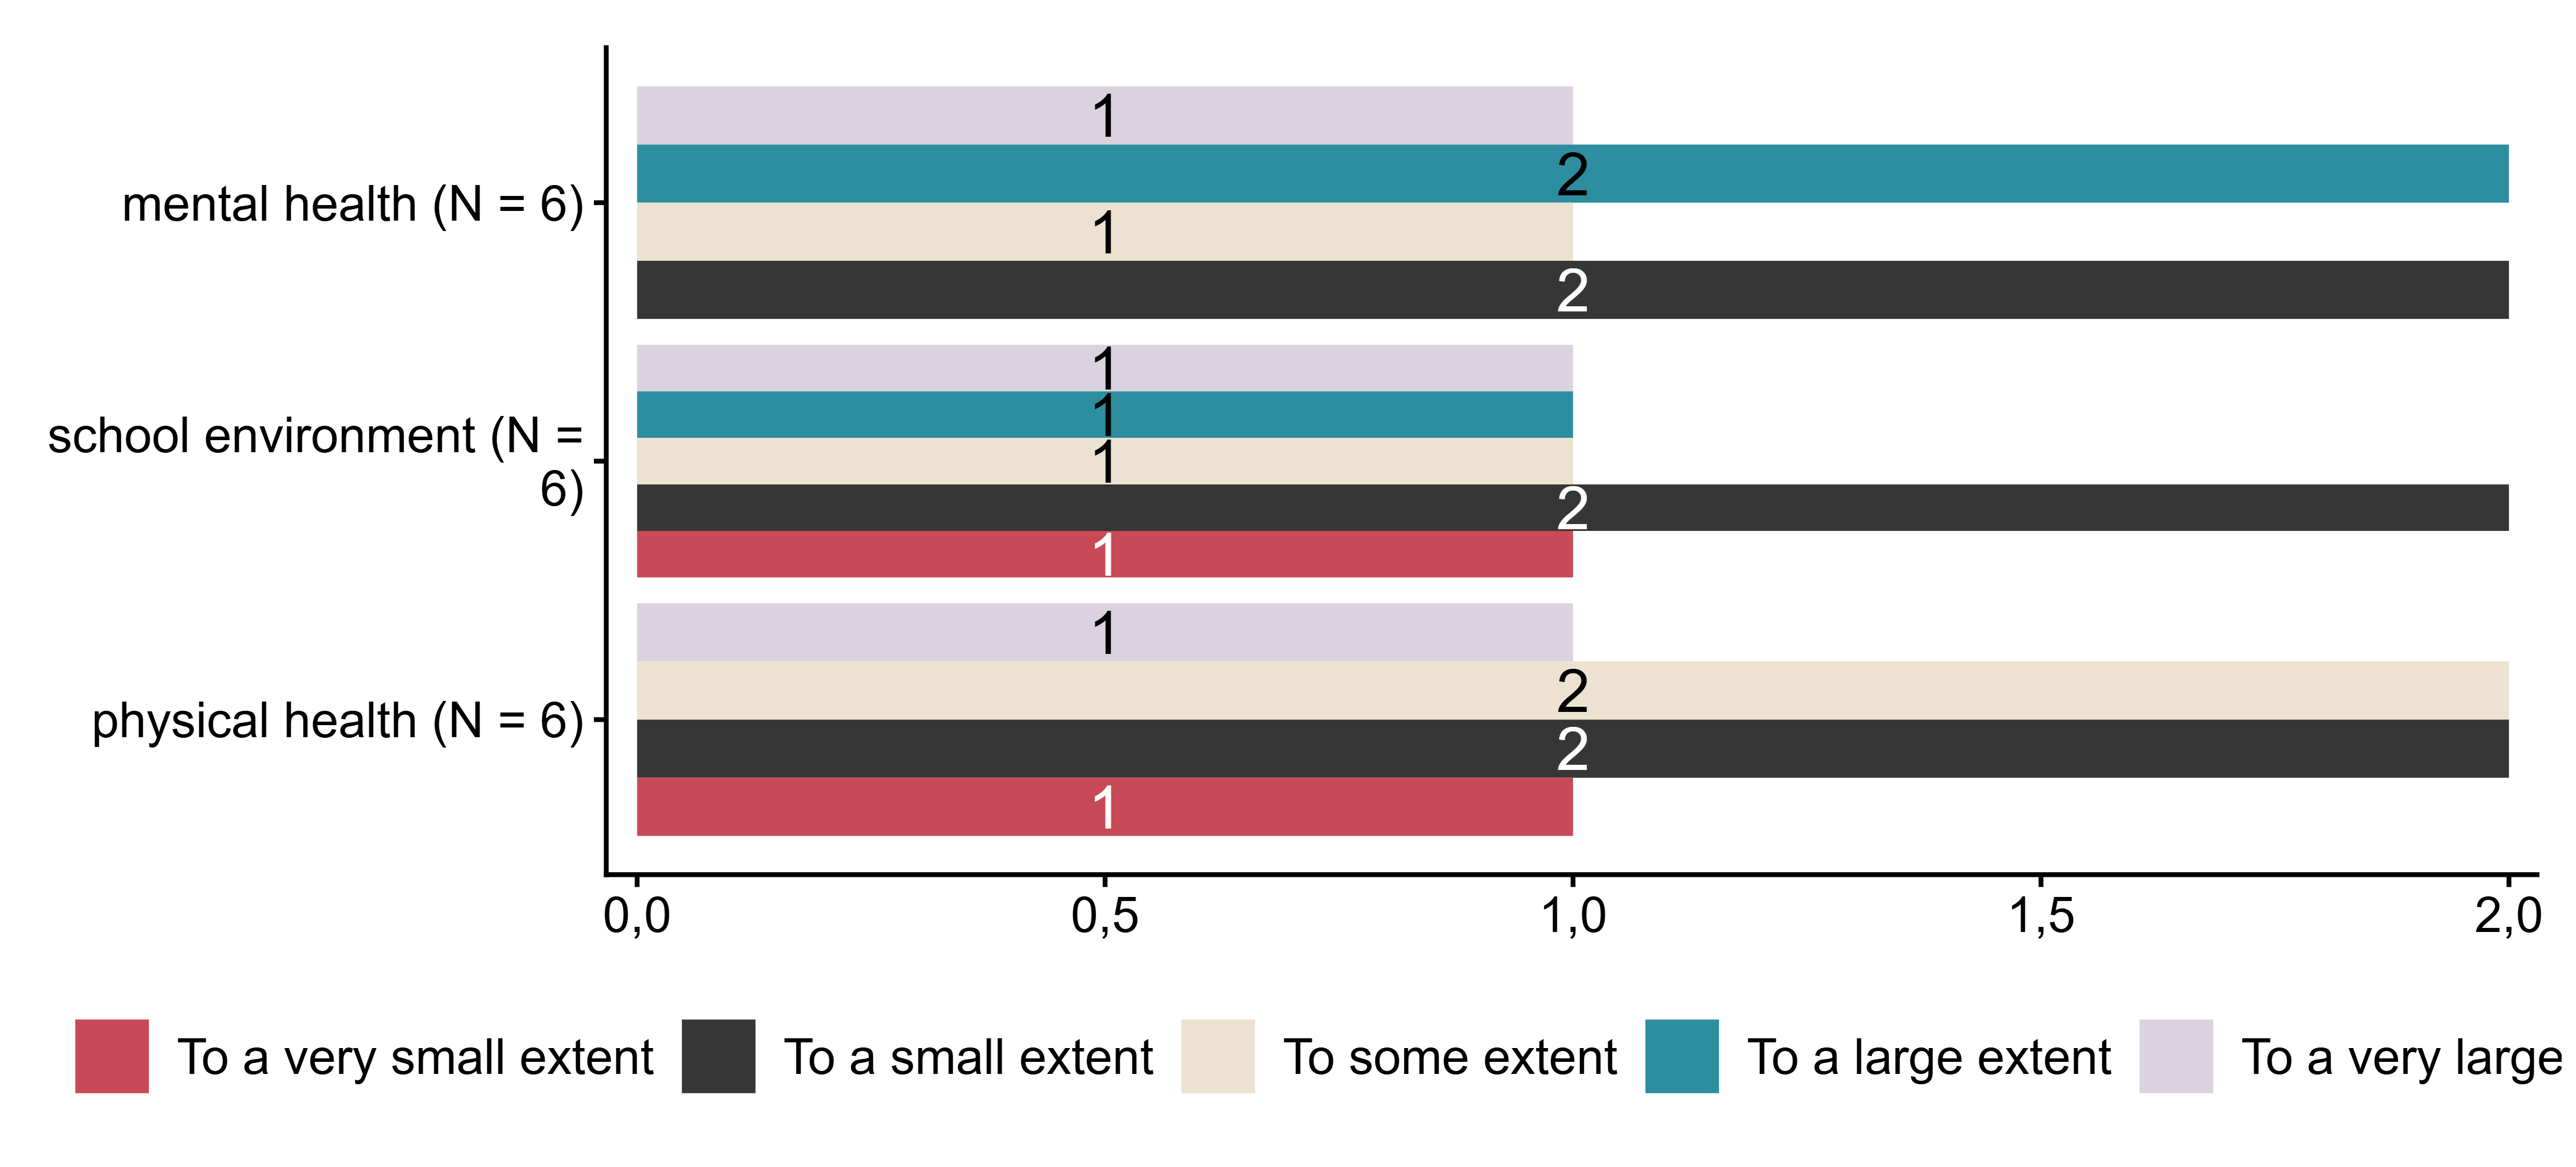 1
2
mental health (N = 6)
1
2
1
1
school environment (N =
6)
1
2
1
1
2
physical health (N = 6)
2
1
0,0 0,5 1,0 1,5 2,0
To a very small extent To a small extent To some extent To a large extent To a very large